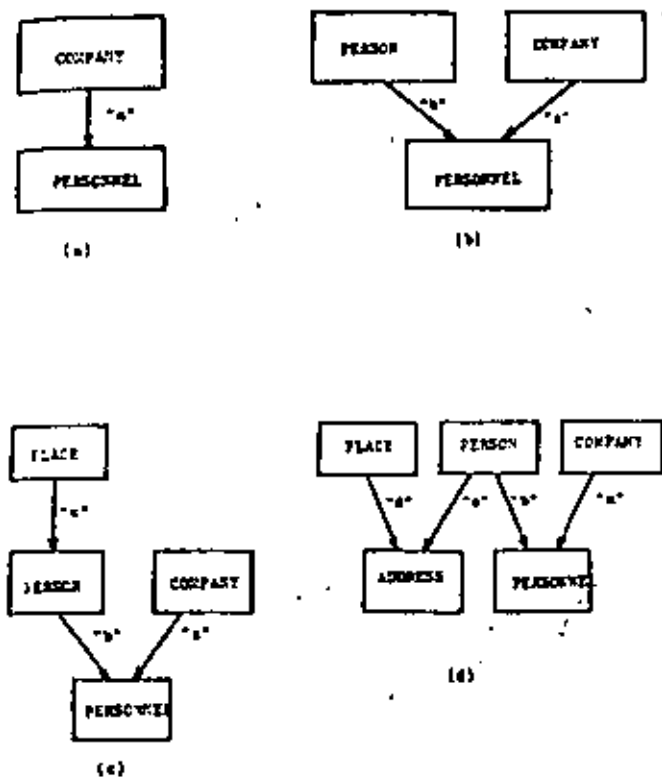 COMPANY
"a"
PERSONNEL
(a)
PERSON
COMPANY
"b"
"a"
PERSONNEL
(b)
PLACE
"c"
PERSON
COMPANY
"b"
"a"
PERSONNEL
(c)
PLACE
PERSON
COMPANY
"d"
"b"
"a"
ADDRESS
PERSONNEL
(d)